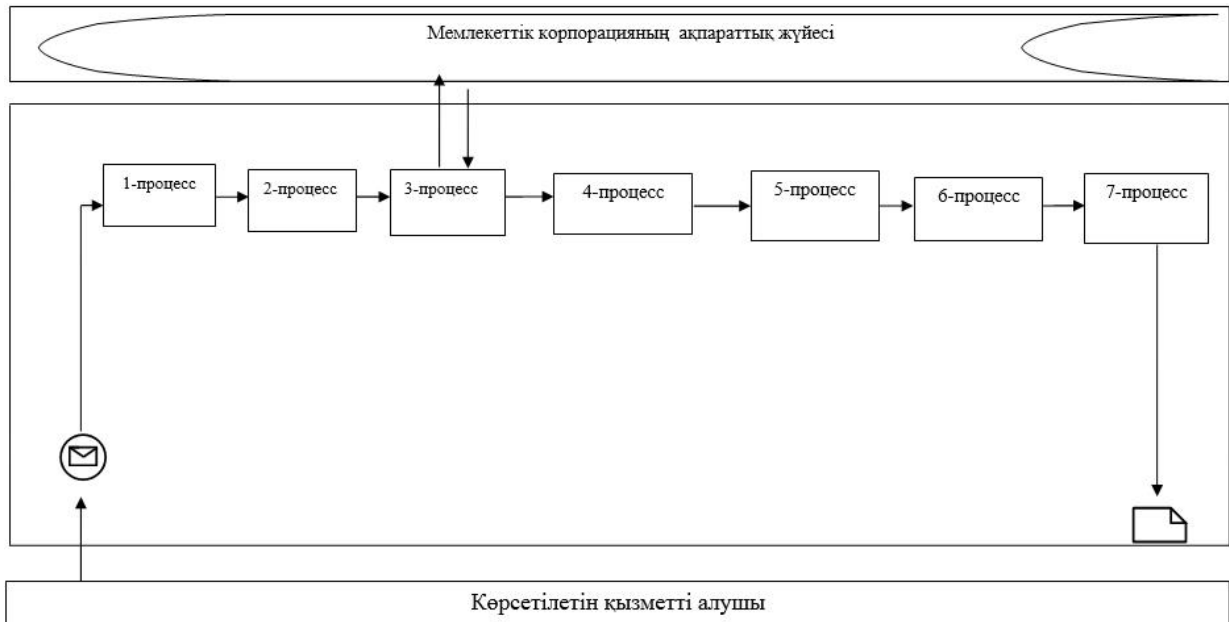 Мемлекеттік корпорацияның ақпараттық жүйесі
1-процесс
2-процесс
3-процесс
4-процесс
5-процесс
6-процесс
7-процесс
Көрсетілетін қызметті алушы